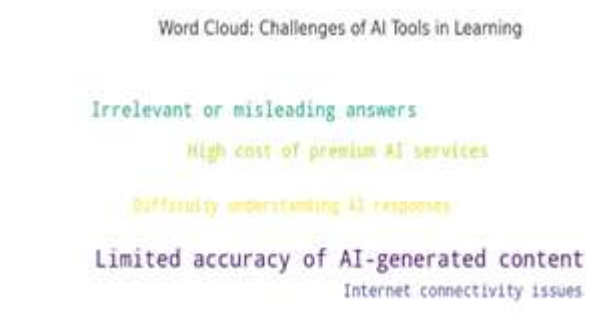 Word Cloud: Challenges of AI Tools in Learning
Irrelevant or misleading answers
High cost of premium AI services
Difficulty understanding AI responses
Limited accuracy of AI-generated content
Internet connectivity issues